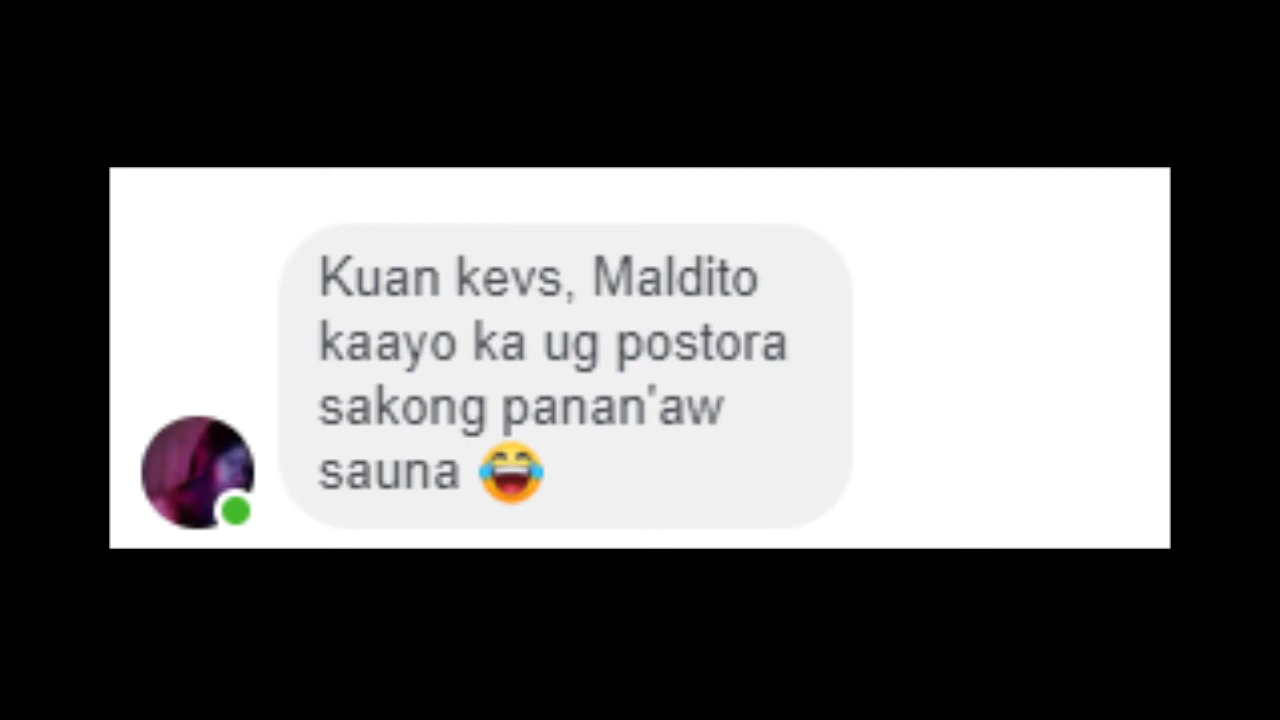 Kuan kevs, Maldito
kaayo ka ug postora
sakong panan'aw
sauna 😂